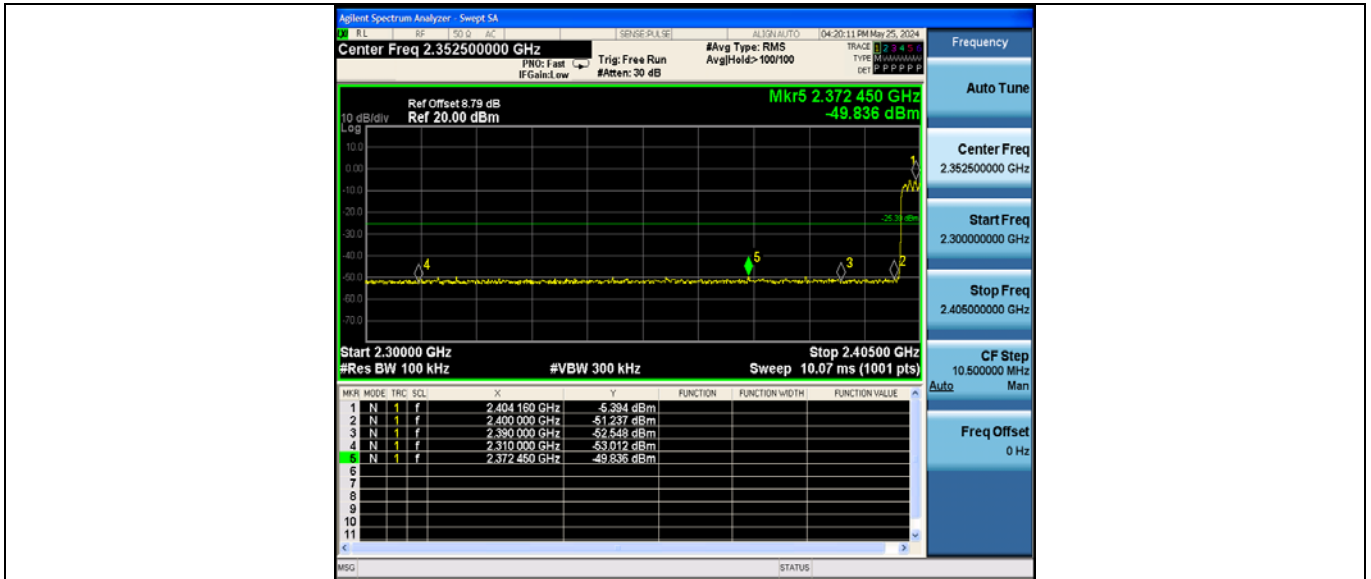 Agilent Spectrum Analyzer - Swept SA
RL RF 50 Ω AC SENSE:PULSE ALIGNAUTO 04:20:11 PM May 25, 2024
Center Freq 2.352500000 GHz
PNO: Fast
IFGain:Low
Trig: Free Run
#Atten: 30 dB
#Avg Type: RMS
Avg|Hold:> 100/100
TRACE 1 2 3 4 5 6
TYPE MWWWWW
DET P P P P P P
Mkr5 2.372 450 GHz
-49.836 dBm
Ref Offset 8.79 dB
10 dB/div Ref 20.00 dBm
Log
10.0
0.00
-10.0
-20.0
-30.0
-40.0
-50.0
-60.0
-70.0
1
-25.39 dBm
4
5
3
2
Start 2.30000 GHz Stop 2.40500 GHz
#Res BW 100 kHz #VBW 300 kHz Sweep 10.07 ms (1001 pts)
MKR MODE TRC SCL X Y FUNCTION FUNCTION WIDTH FUNCTION VALUE
1 N 1 f 2.404 160 GHz -5.394 dBm
2 N 1 f 2.400 000 GHz -51.237 dBm
3 N 1 f 2.390 000 GHz -52.548 dBm
4 N 1 f 2.310 000 GHz -53.012 dBm
5 N 1 f 2.372 450 GHz -49.836 dBm
6
7
8
9
10
11
MSG STATUS
Frequency
Auto Tune
Center Freq
2.352500000 GHz
Start Freq
2.300000000 GHz
Stop Freq
2.405000000 GHz
CF Step
10.500000 MHz
Auto Man
Freq Offset
0 Hz